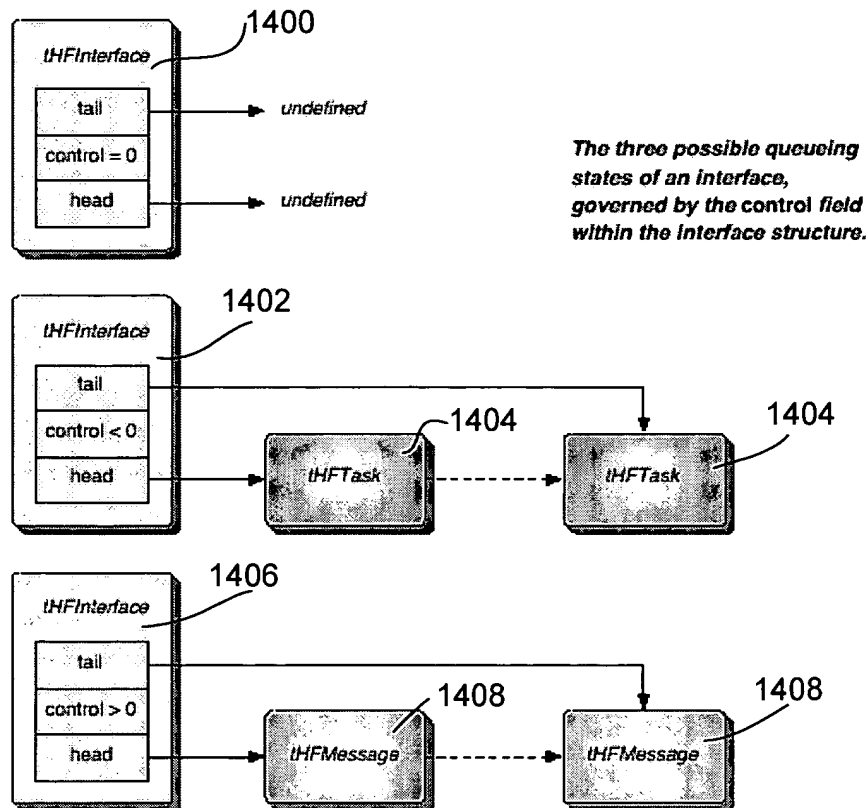 1400
tHFInterface
tail
undefined
control = 0
head
undefined
The three possible queueing
states of an interface,
governed by the control field
within the interface structure.
1402
tHFInterface
tail
control < 0
head
1404
tHFTask
1404
tHFTask
1406
tHFInterface
tail
control > 0
head
1408
tHFMessage
1408
tHFMessage